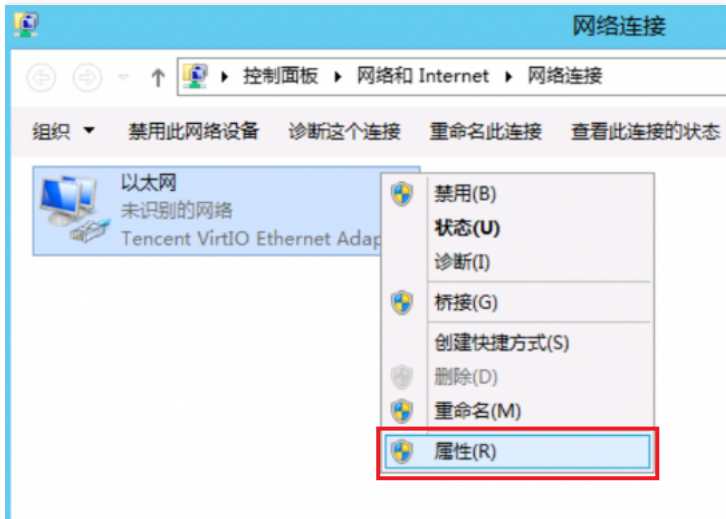 网络连接
控制面板 网络和 Internet 网络连接
组织 禁用此网络设备 诊断这个连接 重命名此连接 查看此连接的状态
以太网
未识别的网络
Tencent VirtIO Ethernet Adap
禁用(B)
状态(U)
诊断(I)
桥接(G)
创建快捷方式(S)
删除(D)
重命名(M)
属性(R)